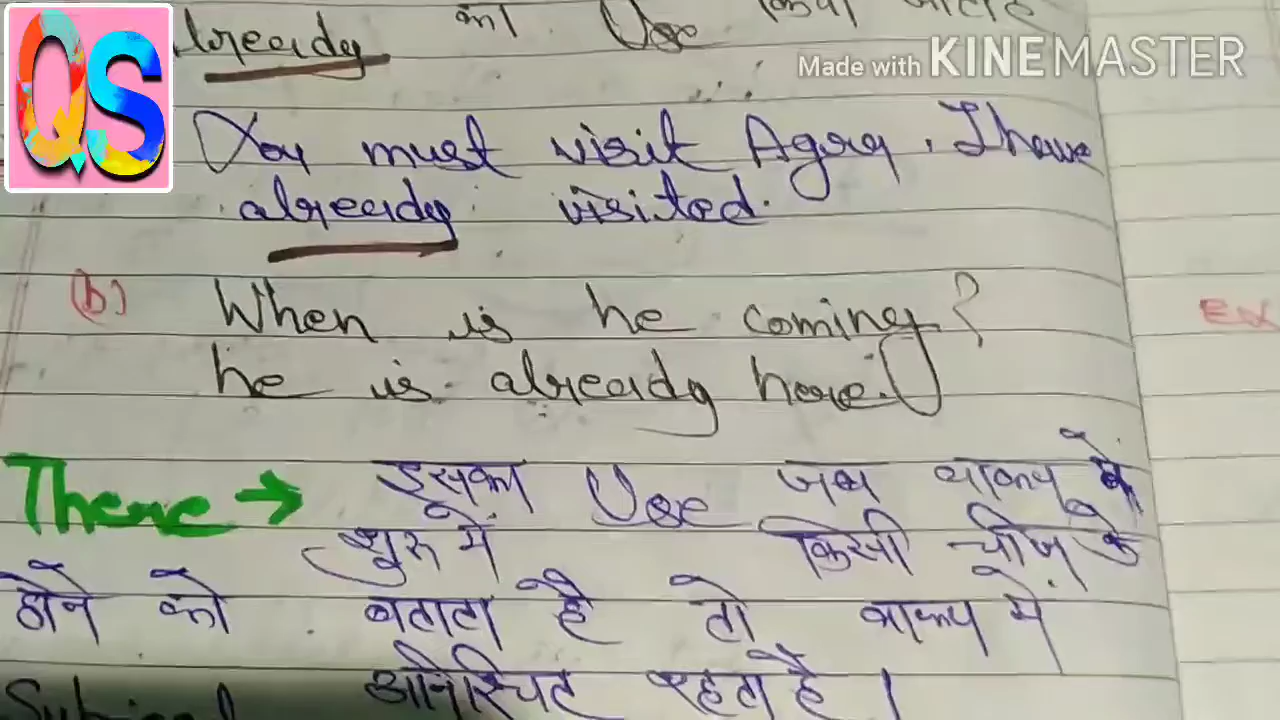 QS
Made with KINEMASTER
already का Use किया जाता है
You must visit Agra. I have
already visited.
(b) When is he coming?
he is already here.
There → इसका Use जब वाक्य के
शुरु में किसी चीज के
होने को बताता है तो वाक्य में
अनिश्चित रहता है।
Ex